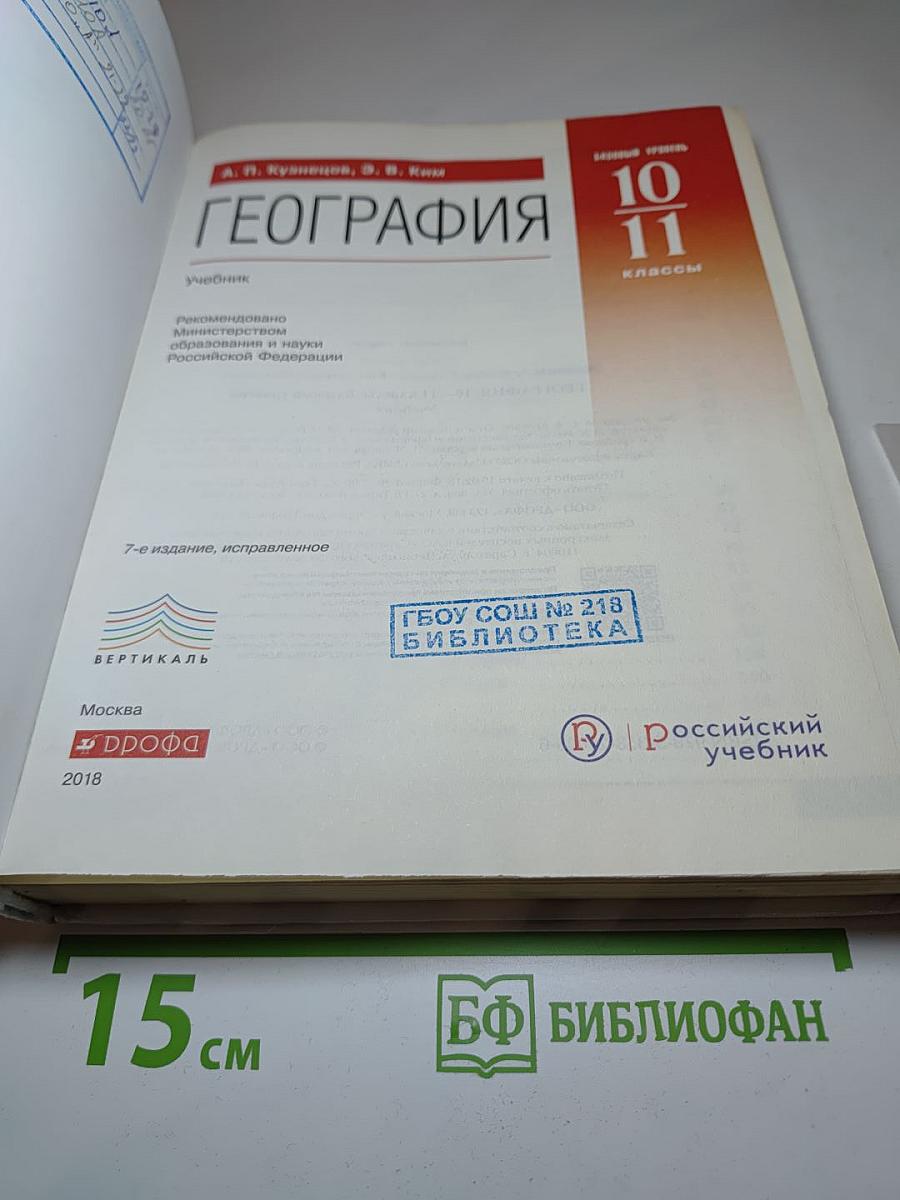 А. П. Кузнецов, Э. В. Ким
ГЕОГРАФИЯ
базовый уровень
10
11
классы
Учебник
Рекомендовано
Министерством
образования и науки
Российской Федерации
7-е издание, исправленное
ВЕРТИКАЛЬ
ГБОУ СОШ № 218
БИБЛИОТЕКА
Москва
дрофа
2018
РУ
российский
учебник
15 см
БФ БИБЛИОФАН